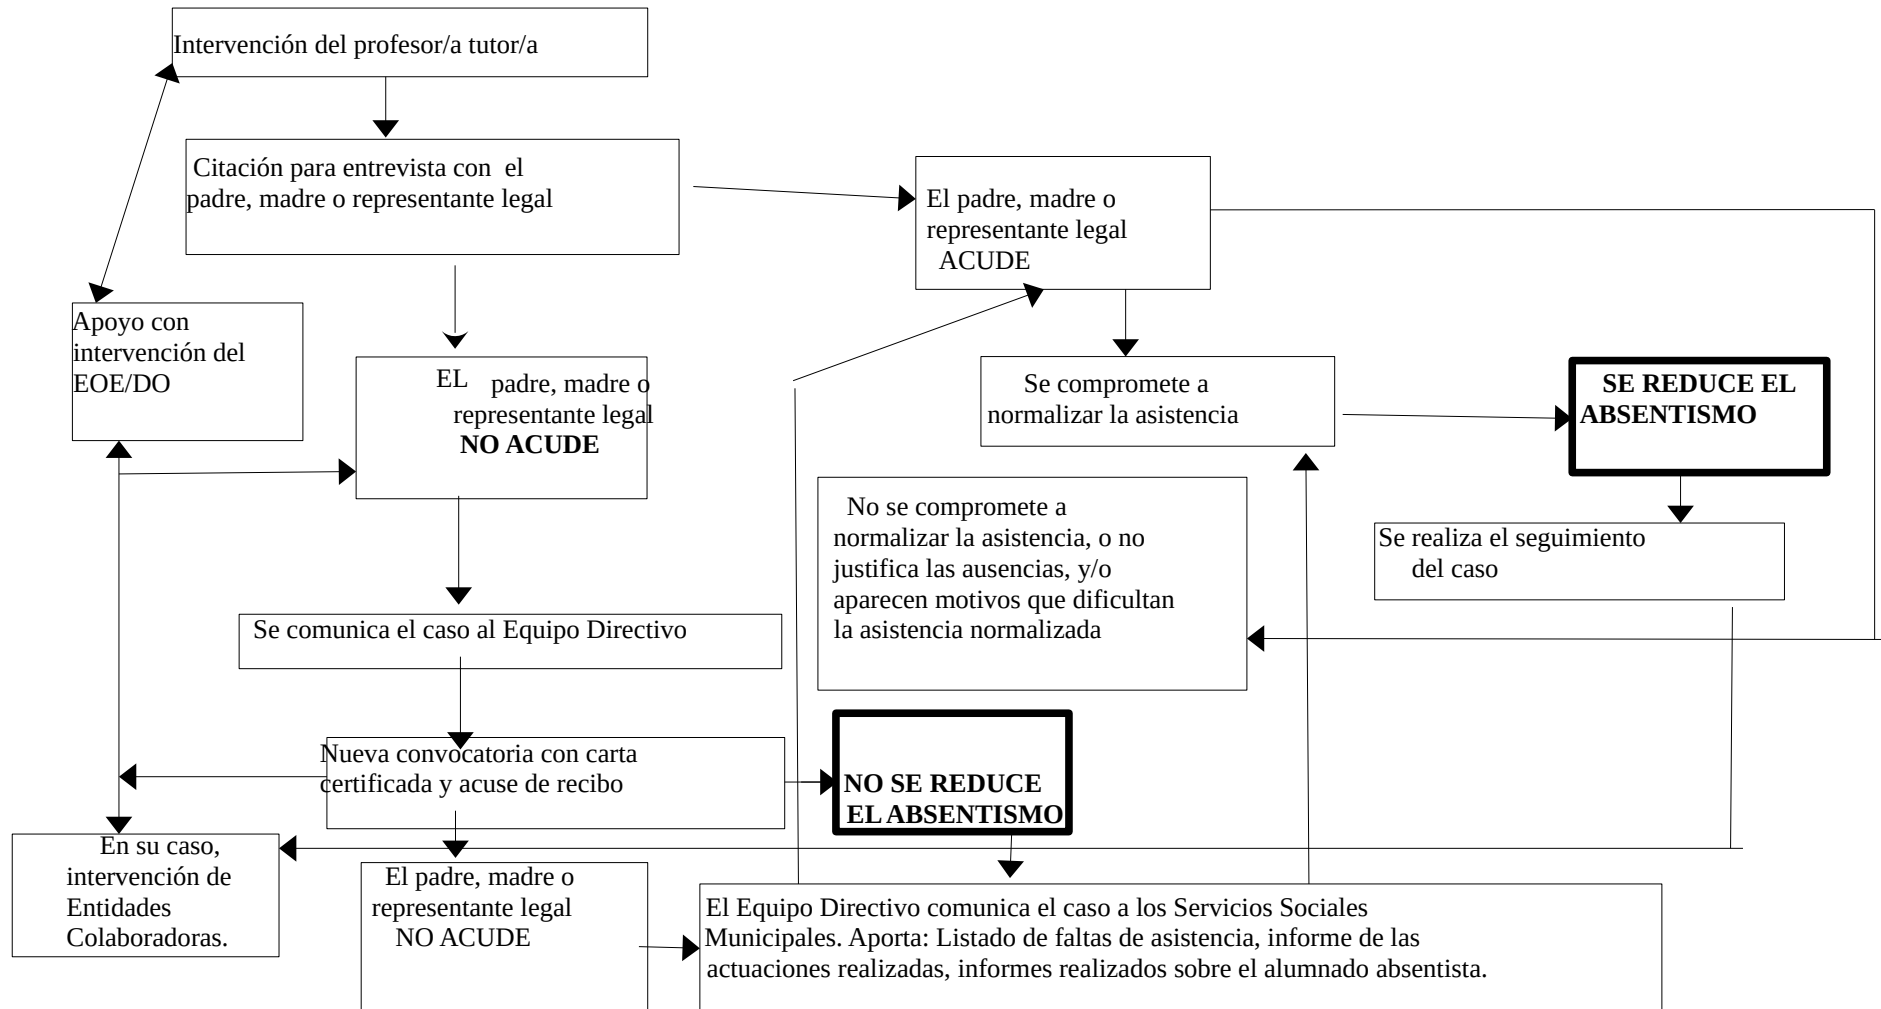 Intervención del profesor/a tutor/a
Citación para entrevista con el
padre, madre o representante legal
El padre, madre o
representante legal
ACUDE
Apoyo con
intervención del
EOE/DO
EL padre, madre o
representante legal
NO ACUDE
Se compromete a
normalizar la asistencia
SE REDUCE EL
ABSENTISMO
No se compromete a
normalizar la asistencia, o no
justifica las ausencias, y/o
aparecen motivos que dificultan
la asistencia normalizada
Se realiza el seguimiento
del caso
Se comunica el caso al Equipo Directivo
Nueva convocatoria con carta
certificada y acuse de recibo
NO SE REDUCE
EL ABSENTISMO
En su caso,
intervención de
Entidades
Colaboradoras.
El padre, madre o
representante legal
NO ACUDE
El Equipo Directivo comunica el caso a los Servicios Sociales
Municipales. Aporta: Listado de faltas de asistencia, informe de las
actuaciones realizadas, informes realizados sobre el alumnado absentista.